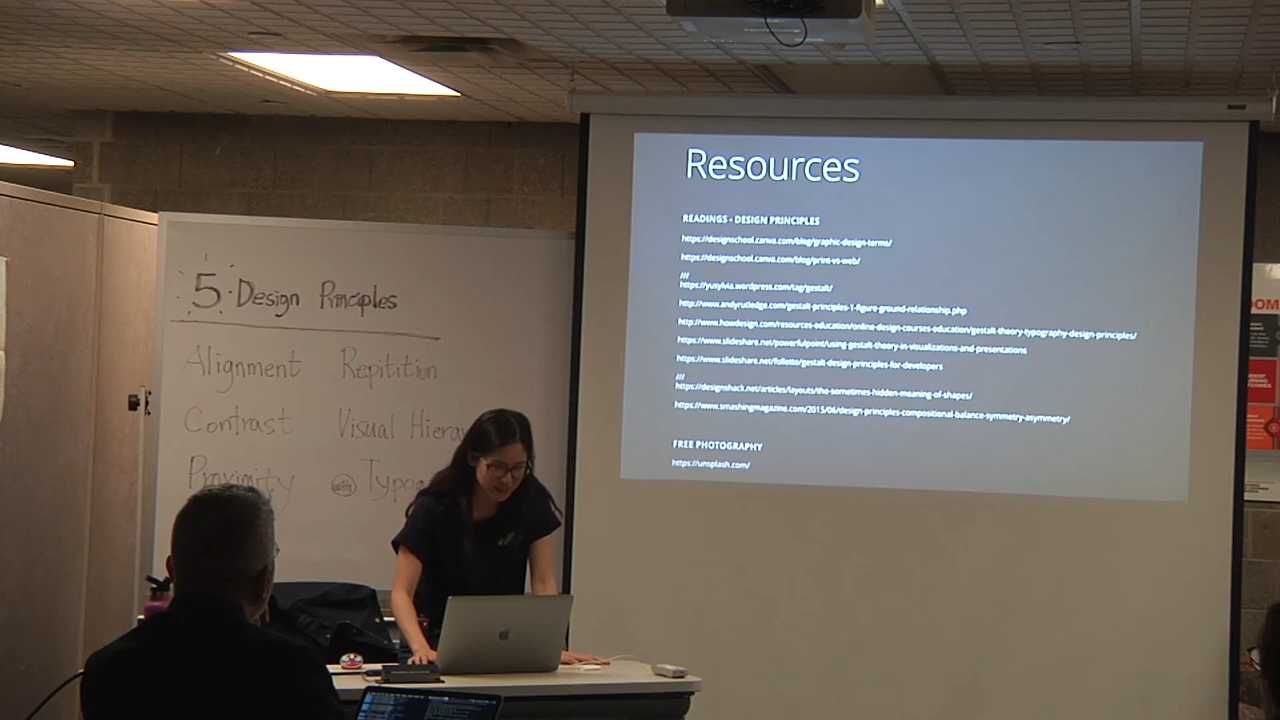 5 Design Principles
Alignment Repitition
Contrast Visual
Proximity with
Resources
READINGS - DESIGN PRINCIPLES
https://designschool.canva.com/blog/graphic-design-terms/
https://designschool.canva.com/blog/print-vs-web/
///
https://yusylvia.wordpress.com/tag/gestalt/
http://www.andyrutledge.com/gestalt-principles-1-figure-ground-relationship.php
http://www.howdesign.com/resources-education/online-design-courses-education/gestalt-theory-typography-design-principles/
https://www.slideshare.net/powerfulpoint/using-gestalt-theory-in-visualizations-and-presentations
https://www.slideshare.net/folletto/gestalt-design-principles-for-developers
///
https://designshack.net/articles/layouts/the-sometimes-hidden-meaning-of-shapes/
https://www.smashingmagazine.com/2015/06/design-principles-compositional-balance-symmetry-asymmetry/
FREE PHOTOGRAPHY
https://unsplash.com/